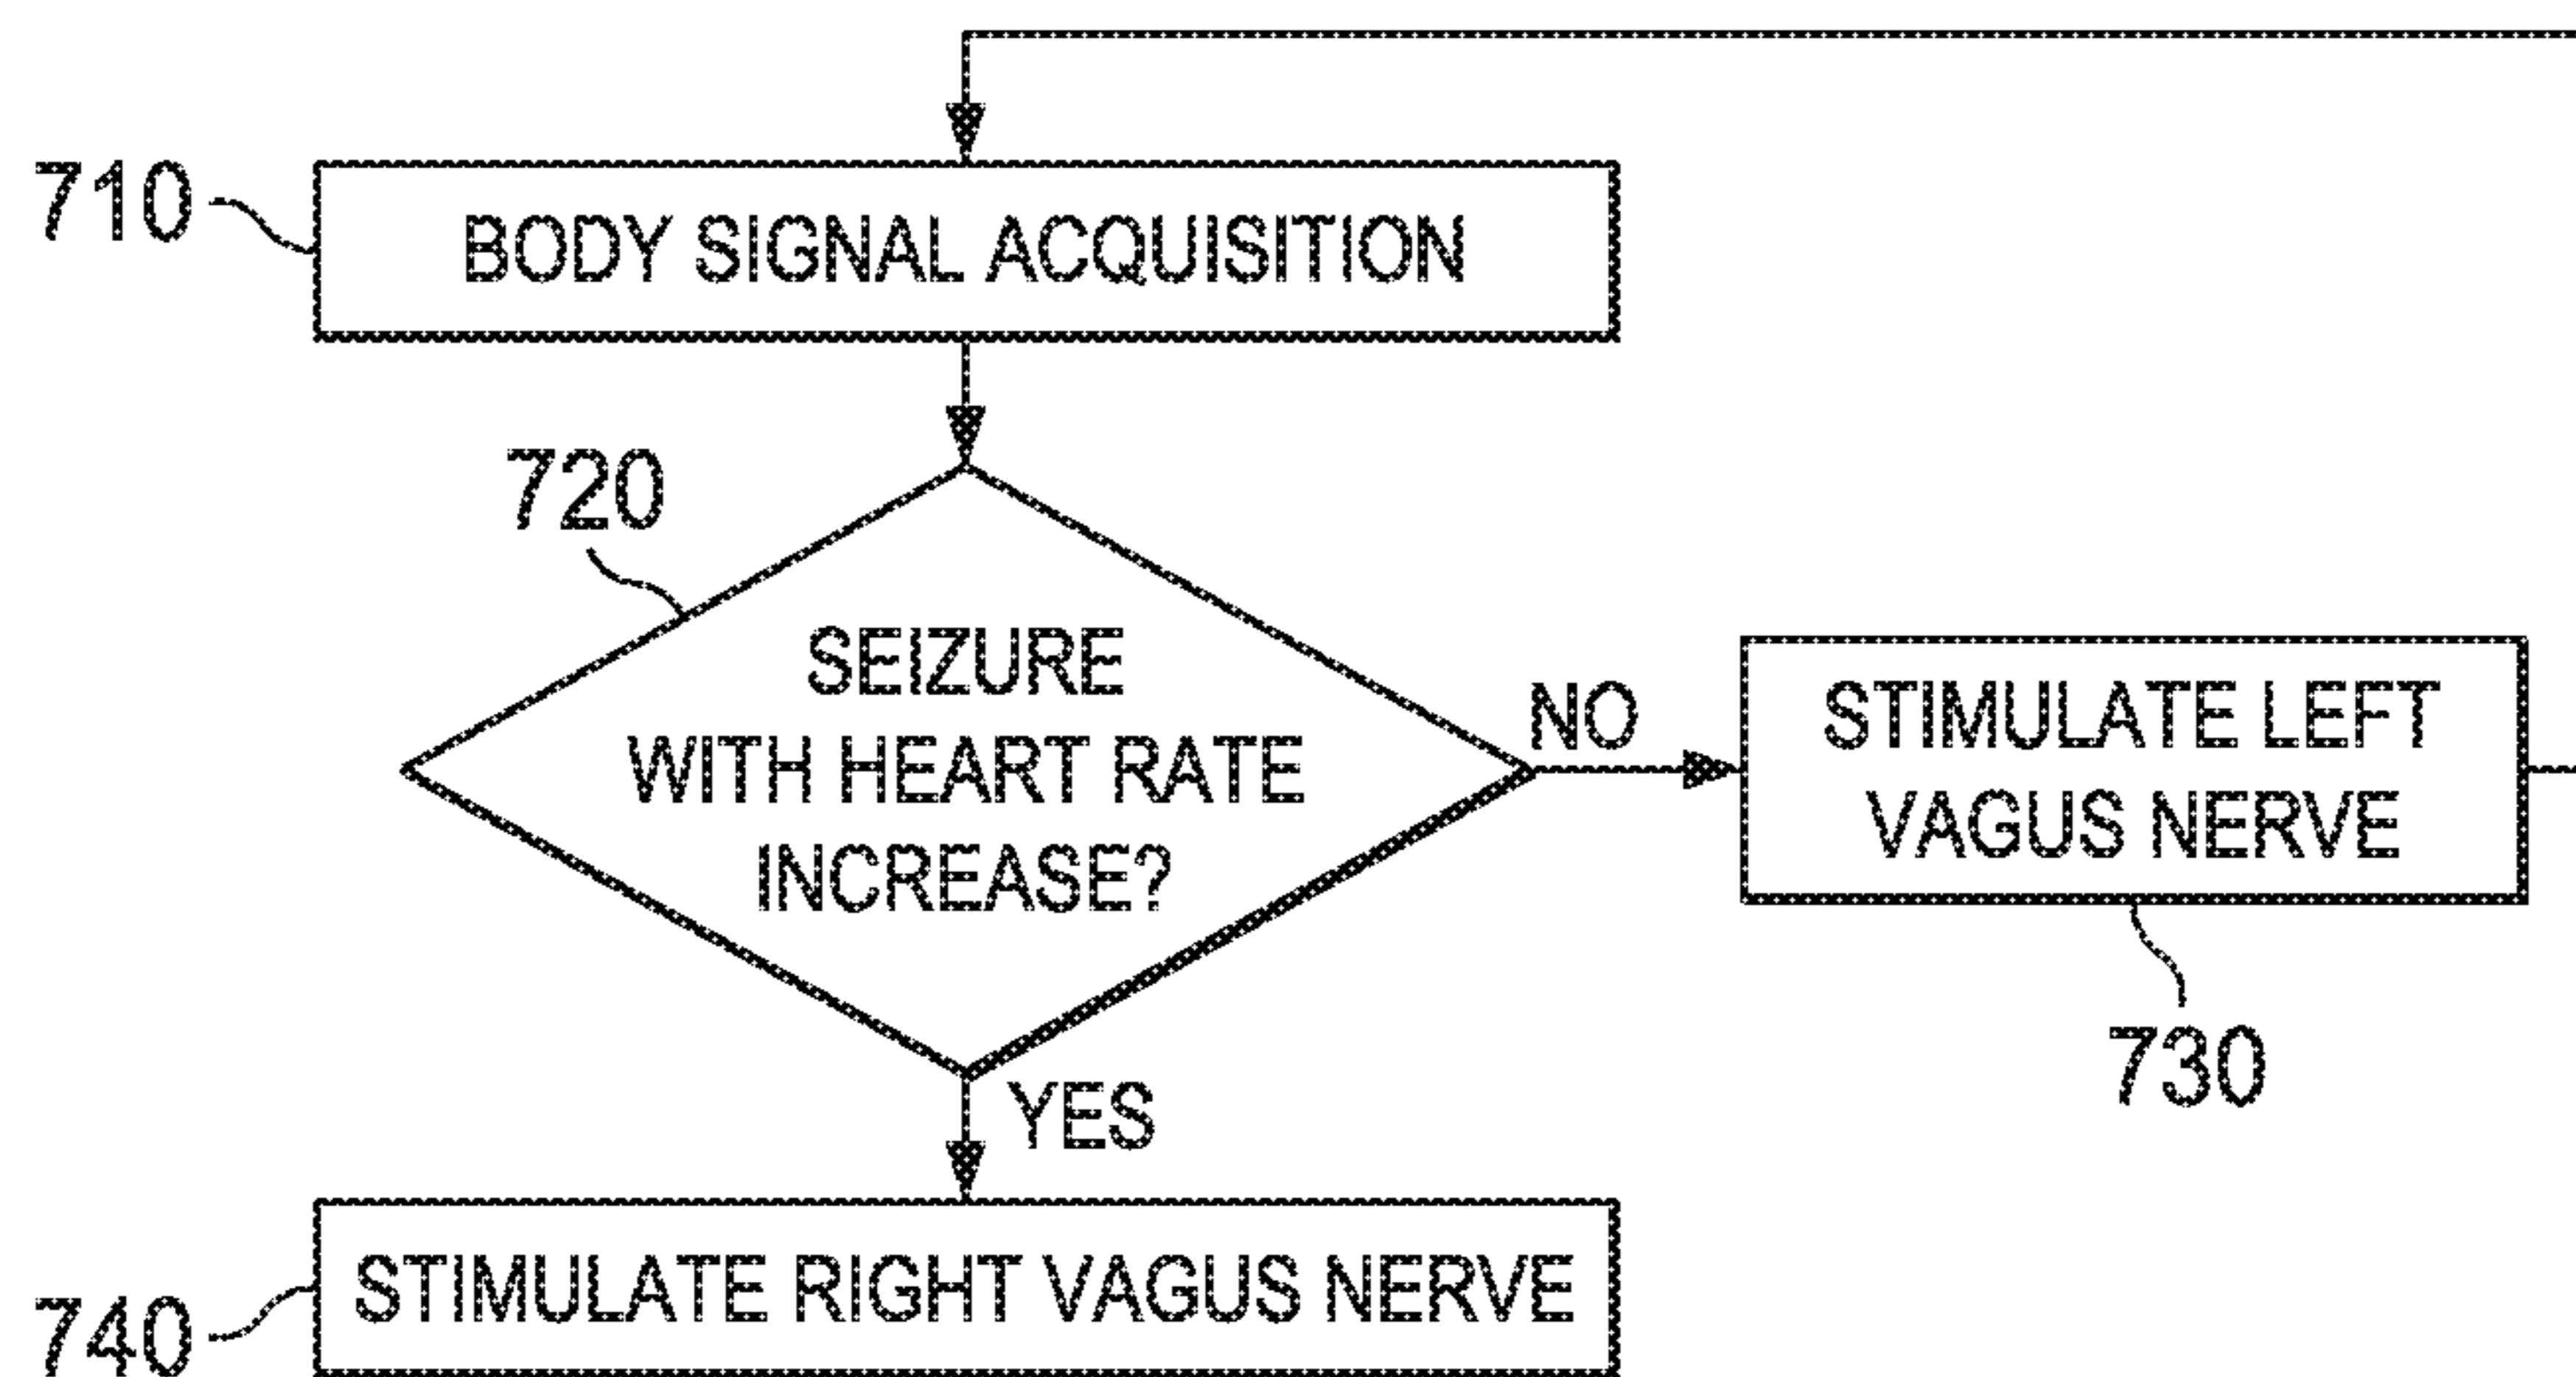 710
BODY SIGNAL ACQUISITION
720
SEIZURE
WITH HEART RATE
INCREASE?
NO
STIMULATE LEFT
VAGUS NERVE
730
YES
740
STIMULATE RIGHT VAGUS NERVE